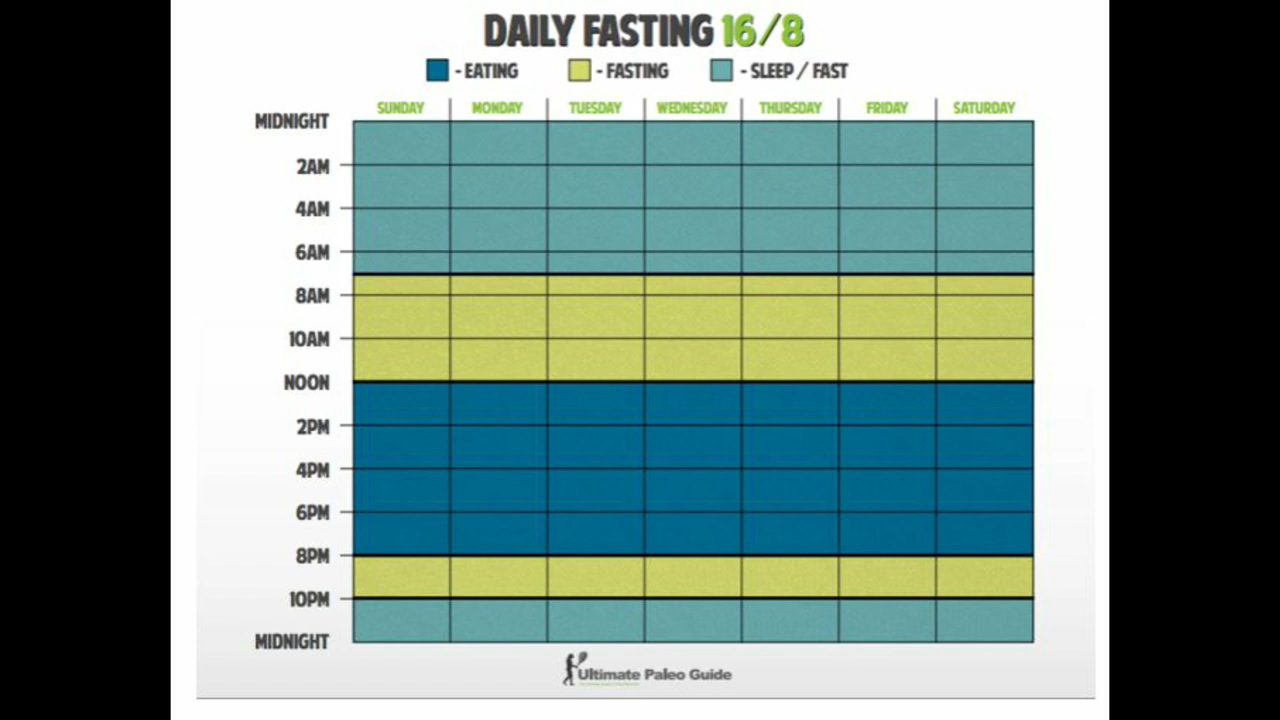 DAILY FASTING 16/8
- EATING - FASTING - SLEEP / FAST
SUNDAY MONDAY TUESDAY WEDNESDAY THURSDAY FRIDAY SATURDAY
MIDNIGHT
2AM
4AM
6AM
8AM
10AM
NOON
2PM
4PM
6PM
8PM
10PM
MIDNIGHT
Ultimate Paleo Guide